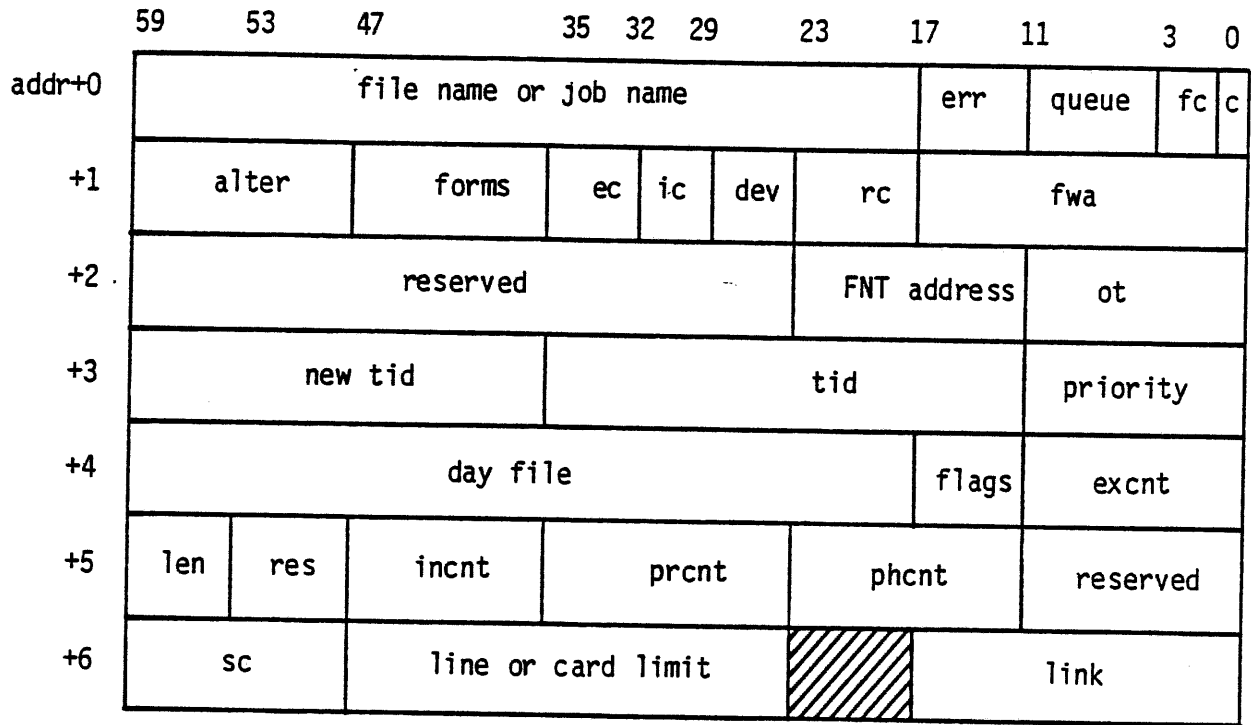 59 53 47 35 32 29 23 17 11 3 0
addr+0 file name or job name err queue fc c
+1 alter forms ec ic dev rc fwa
+2 reserved FNT address ot
+3 new tid tid priority
+4 day file flags excnt
+5 len res incnt prcnt phcnt reserved
+6 sc line or card limit link